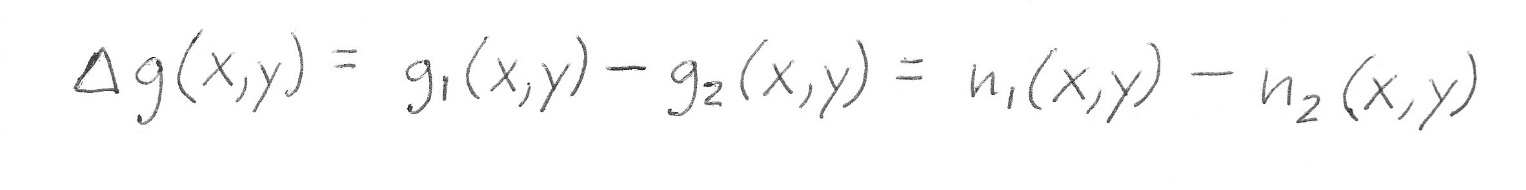 Δg(x,y) = g₁(x,y) − g₂(x,y) = n₁(x,y) − n₂(x,y)